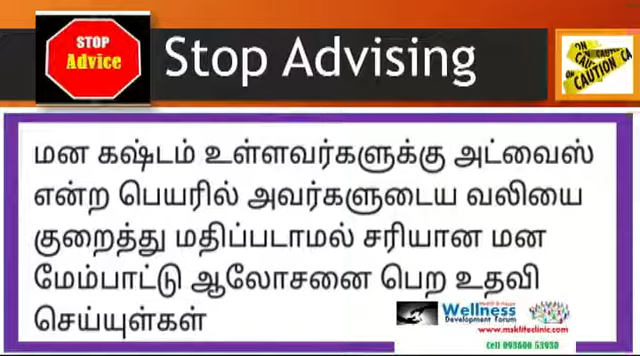 STOP
Advice
Stop Advising
CAUTION
மன கஷ்டம் உள்ளவர்களுக்கு அட்வைஸ்
என்ற பெயரில் அவர்களுடைய வலியை
குறைத்து மதிப்படாமல் சரியான மன
மேம்பாட்டு ஆலோசனை பெற உதவி
செய்யுள்கள்
Wellness
Development Forum
www.maklifeclinic.com
Cell 093600 53930